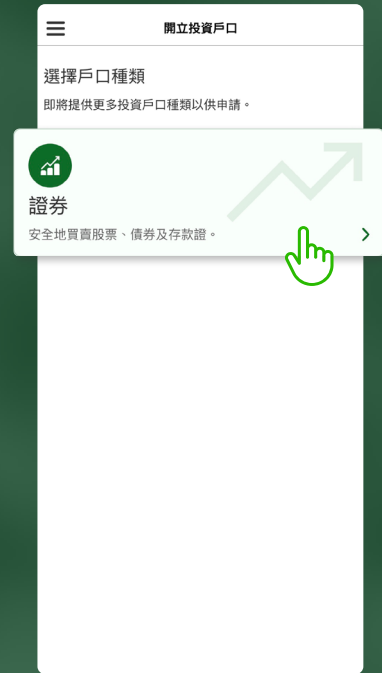 開立投資戶口
選擇戶口種類
即將提供更多投資戶口種類以供申請。
證券
安全地買賣股票、債券及存款證。